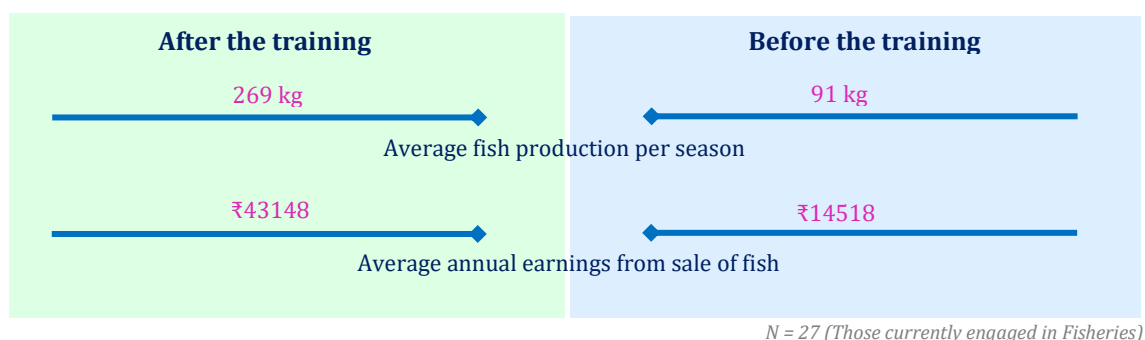 After the training
Before the training
269 kg
91 kg
Average fish production per season
₹43148
₹14518
Average annual earnings from sale of fish
N = 27 (Those currently engaged in Fisheries)